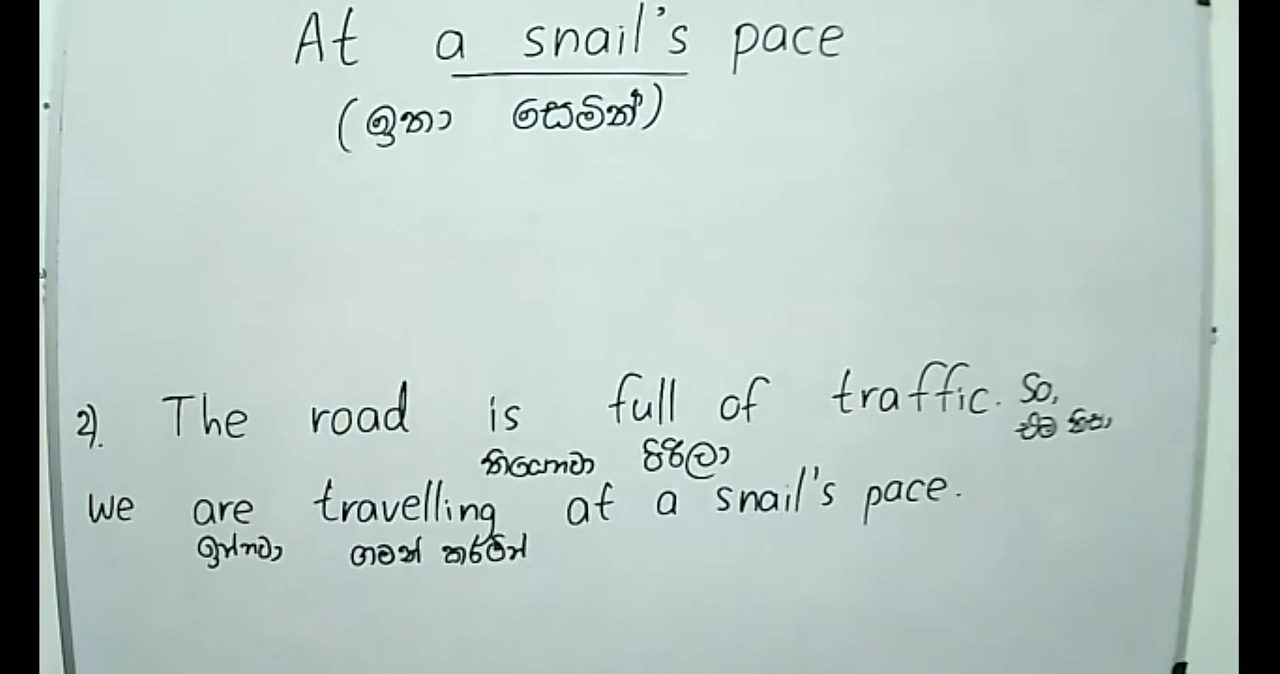 At a snail's pace
(ඉතා සෙමින්)
2). The road is full of traffic. So,
තියෙනවා පිරිලා එම නිසා
we are travelling at a snail's pace.
ඉන්නවා ගමන් කරමින්